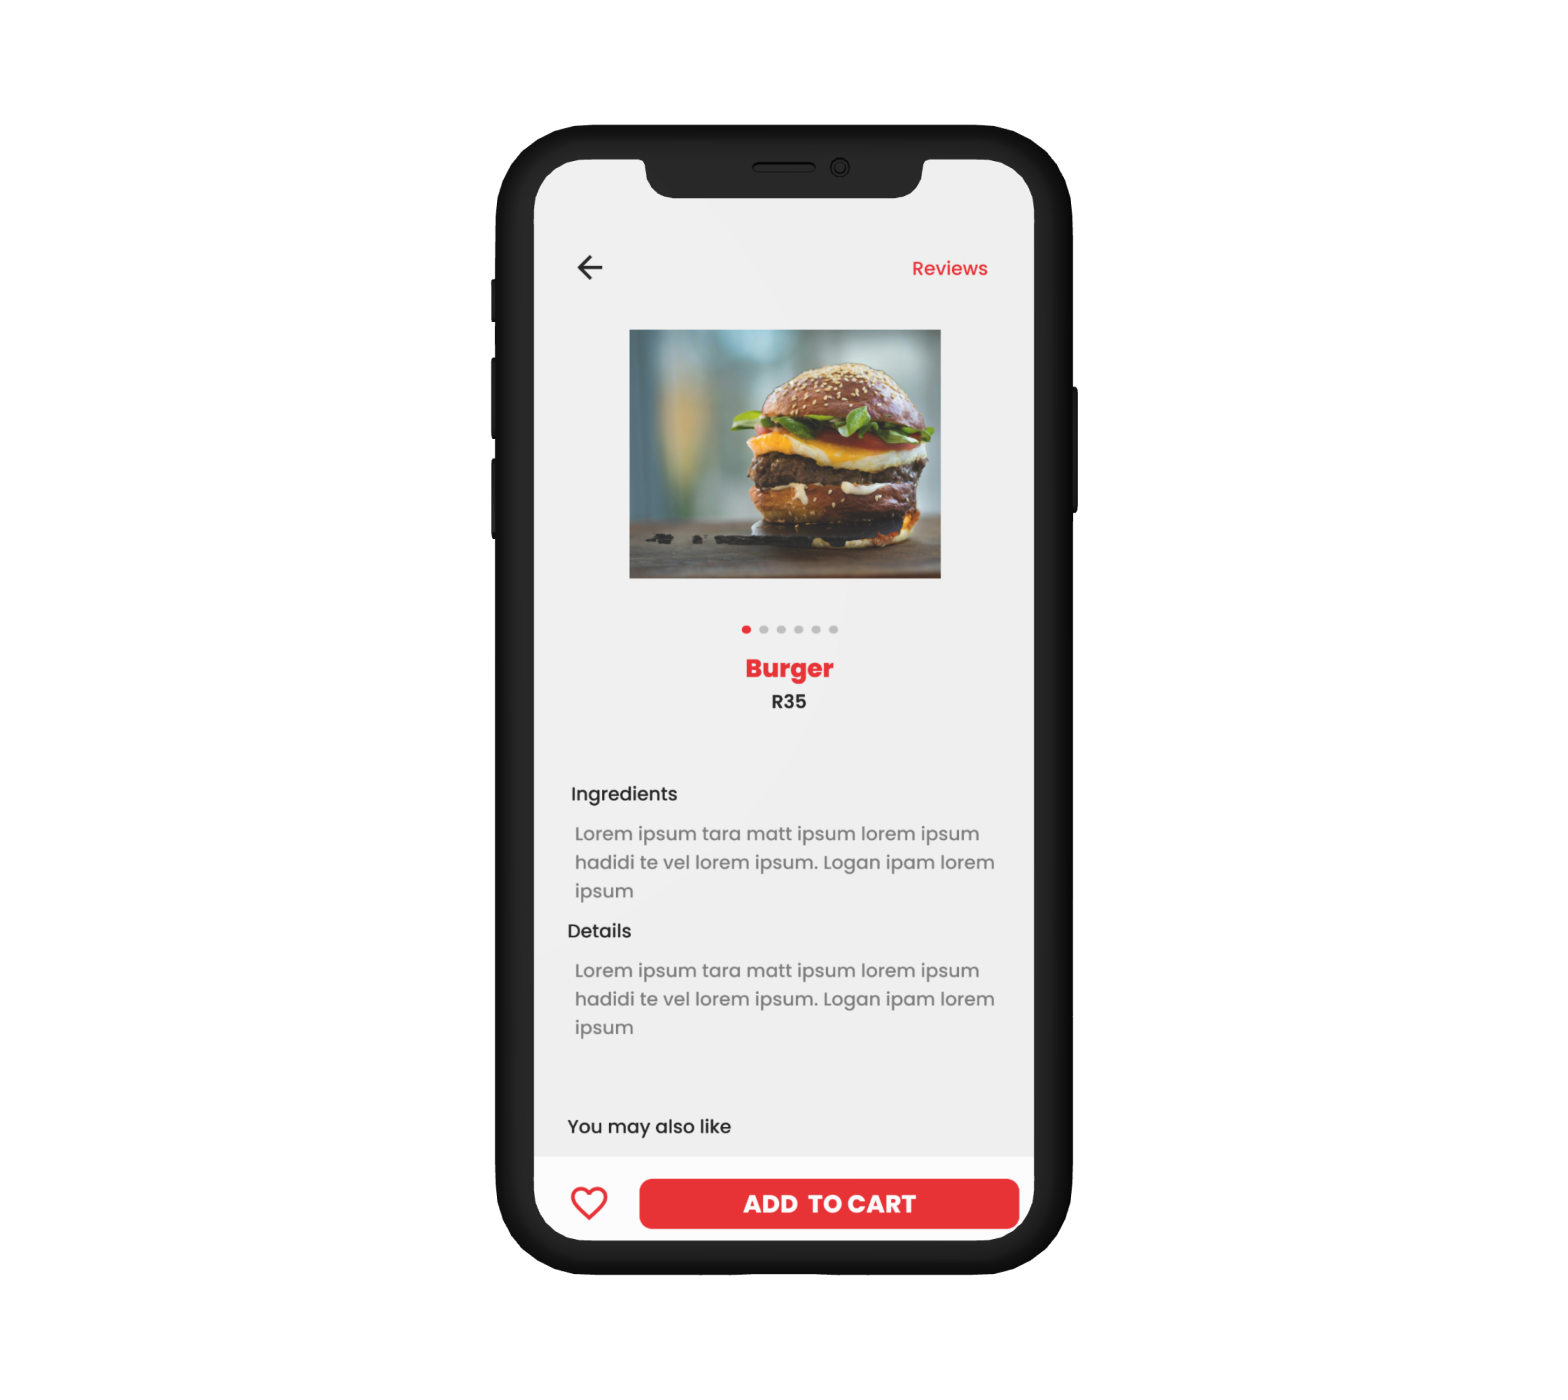 Reviews
Burger
R35
Ingredients
Lorem ipsum tara matt ipsum lorem ipsum
hadidi te vel lorem ipsum. Logan ipam lorem
ipsum
Details
Lorem ipsum tara matt ipsum lorem ipsum
hadidi te vel lorem ipsum. Logan ipam lorem
ipsum
You may also like
ADD TO CART